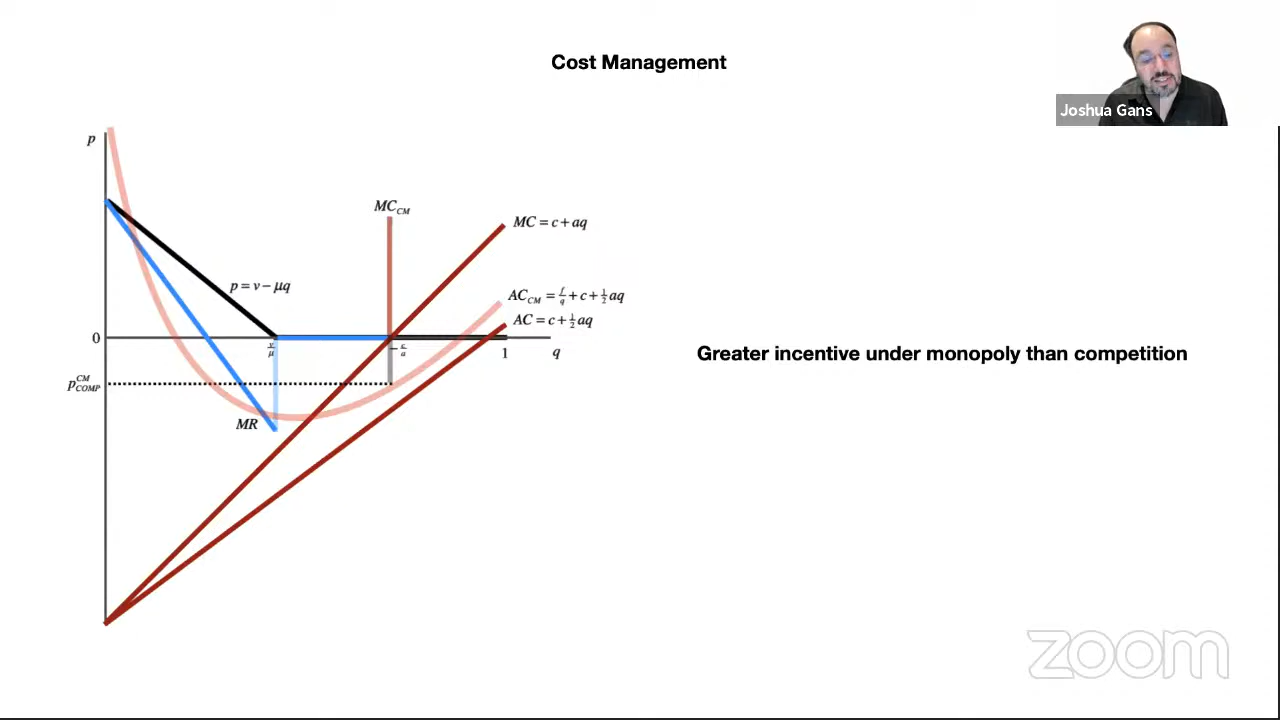 Cost Management
Joshua Gans
p
MC_CM
MC = c + aq
p = v − μq
AC_CM = f/q + c + ½aq
AC = c + ½aq
0
v/μ
− c/a
1
q
Greater incentive under monopoly than competition
p^CM_COMP
MR
zoom